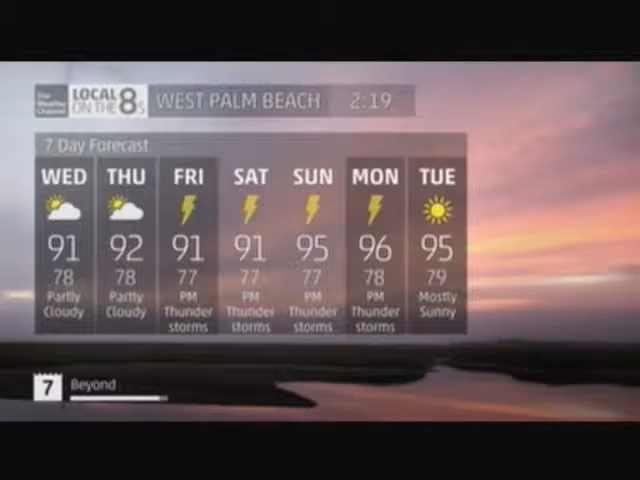 The
Weather
Channel
LOCAL
ON THE 8s
WEST PALM BEACH 2:19
7 Day Forecast
WED THU FRI SAT SUN MON TUE
91 92 91 91 95 96 95
78 78 77 77 77 78 79
Partly Partly PM PM PM PM Mostly
Cloudy Cloudy Thunder Thunder Thunder Thunder Sunny
storms storms storms storms
7 Beyond